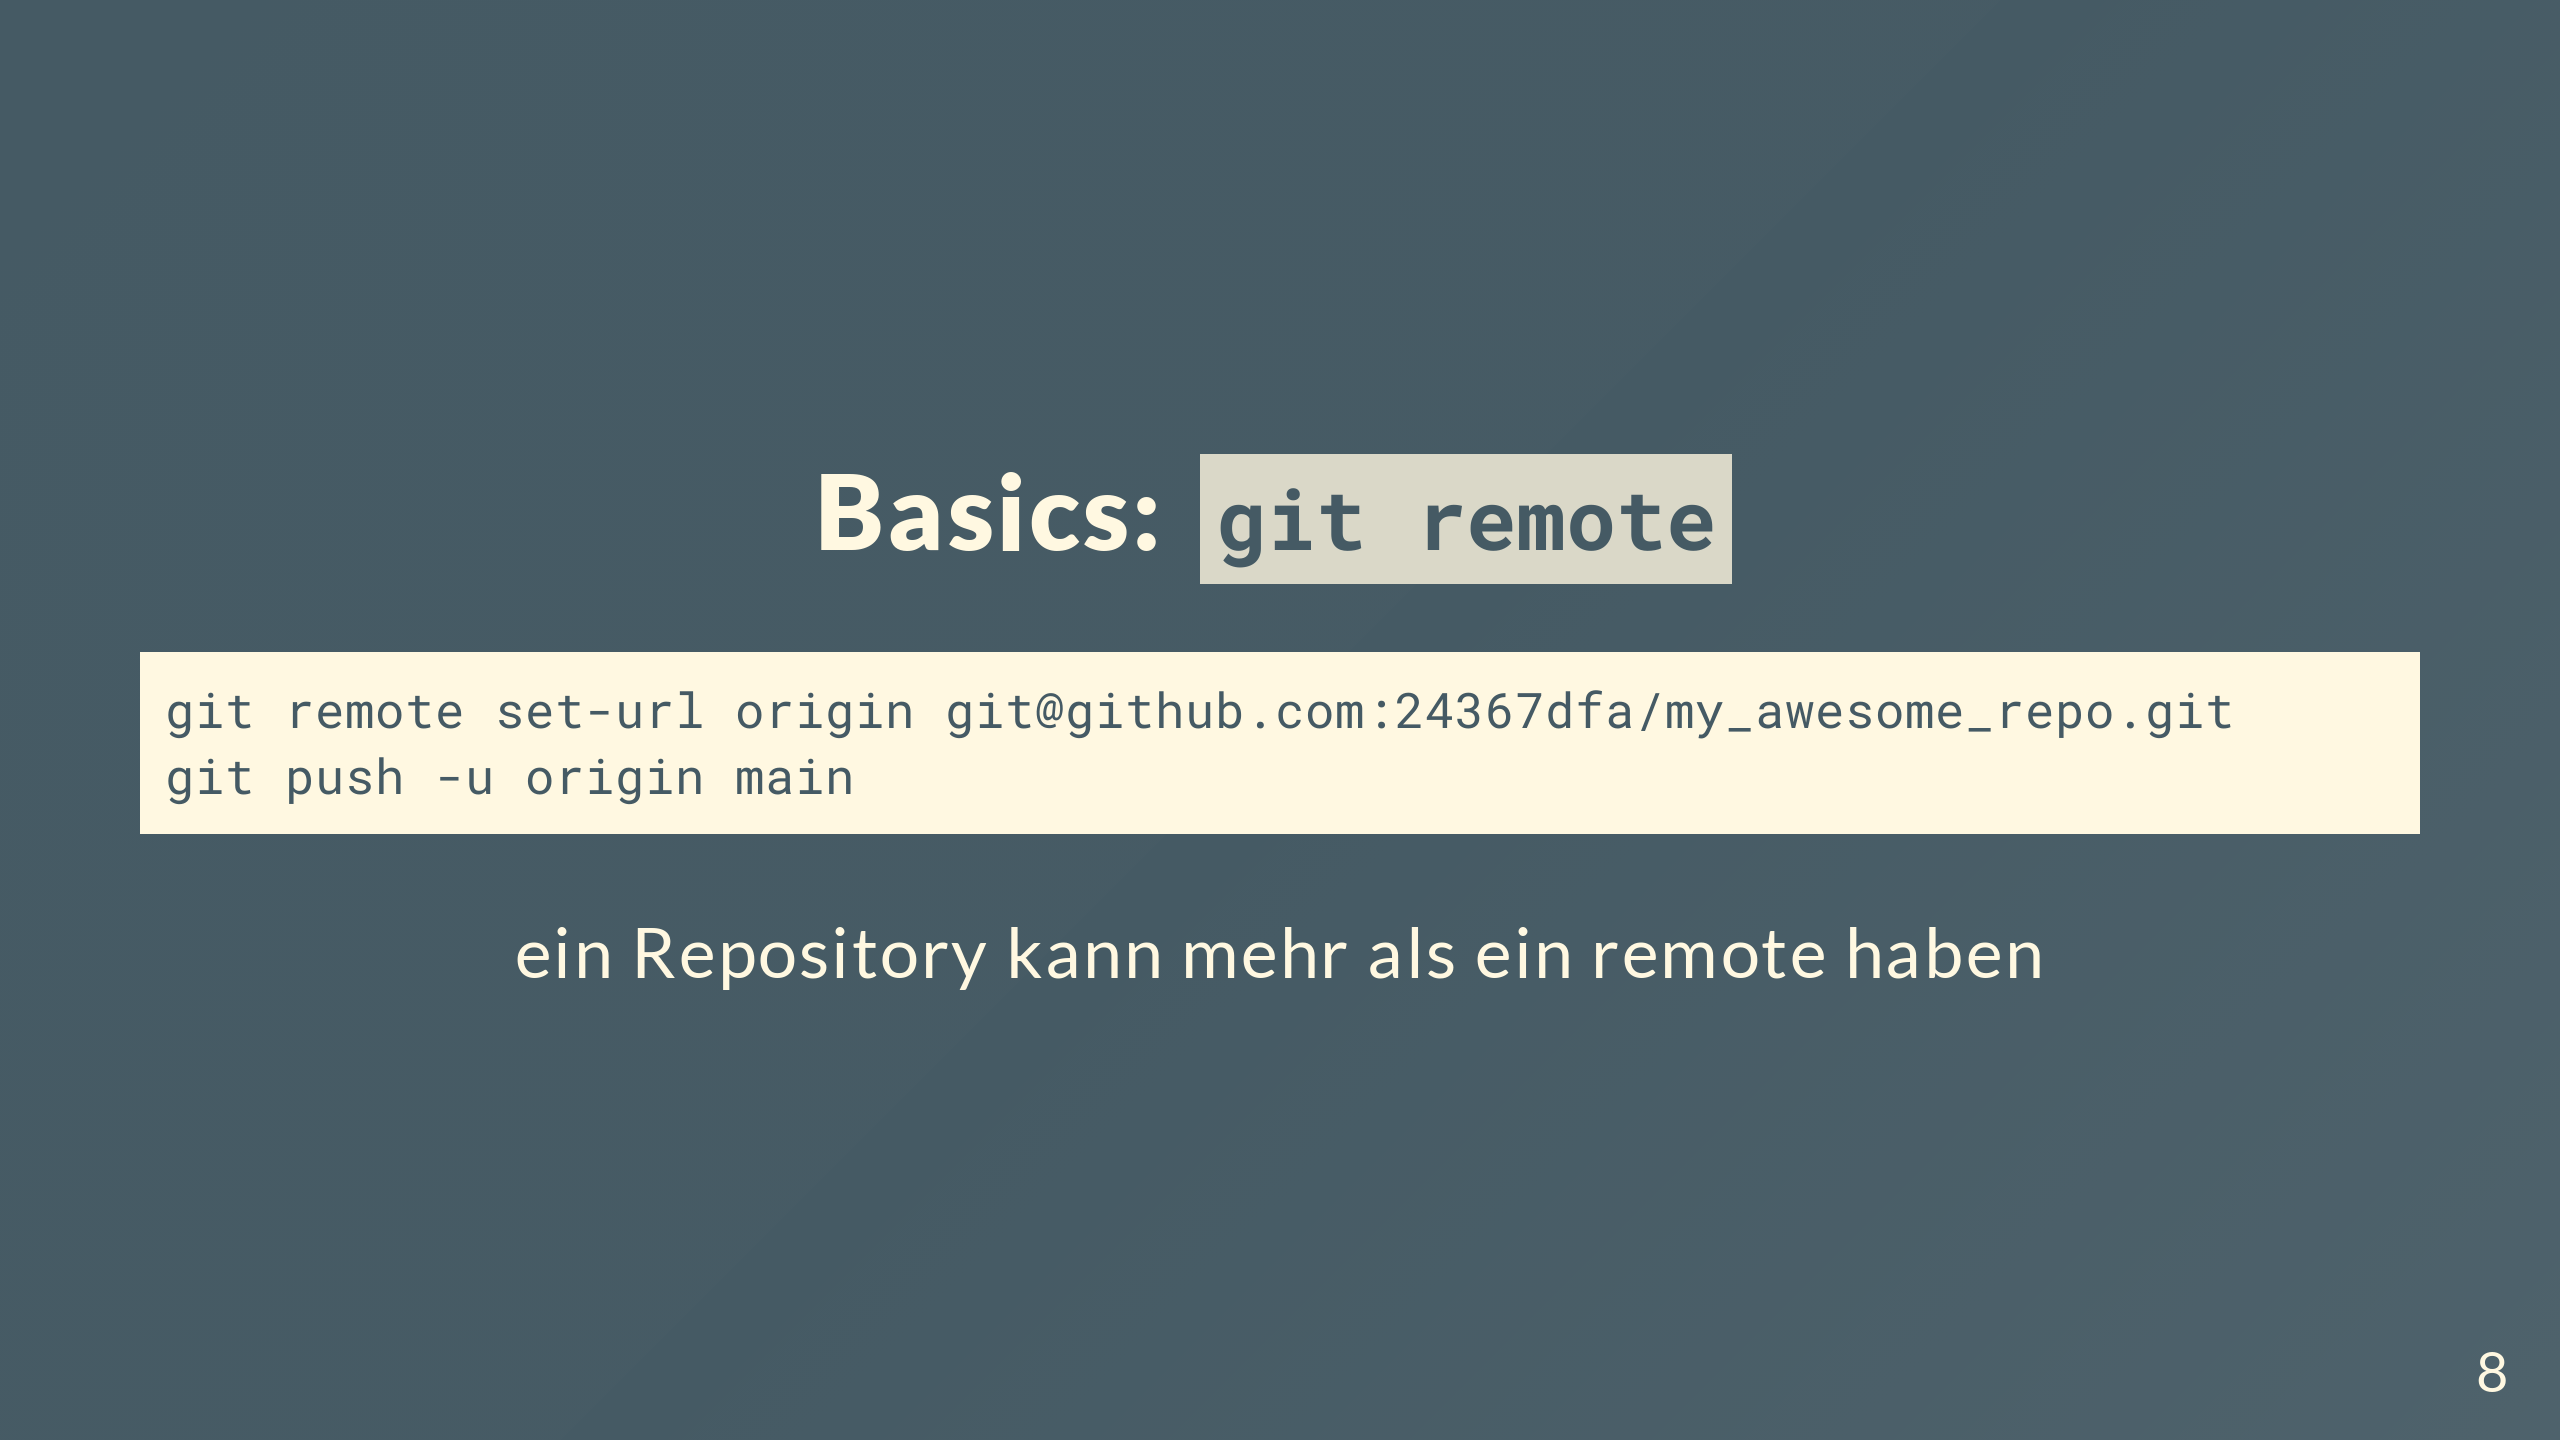 Basics: git remote
git remote set-url origin git@github.com:24367dfa/my_awesome_repo.git
git push -u origin main
ein Repository kann mehr als ein remote haben
8